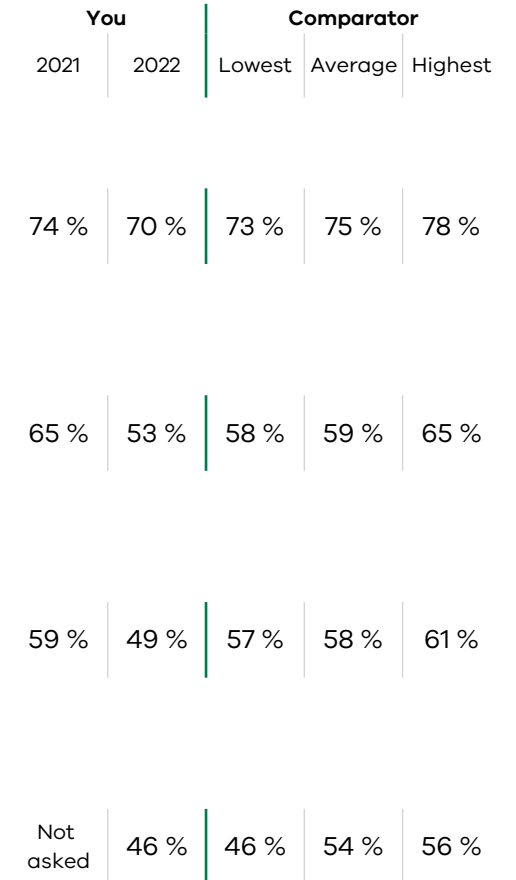 You Comparator
2021 2022 Lowest Average Highest
74 % 70 % 73 % 75 % 78 %
65 % 53 % 58 % 59 % 65 %
59 % 49 % 57 % 58 % 61 %
Not
asked 46 % 46 % 54 % 56 %